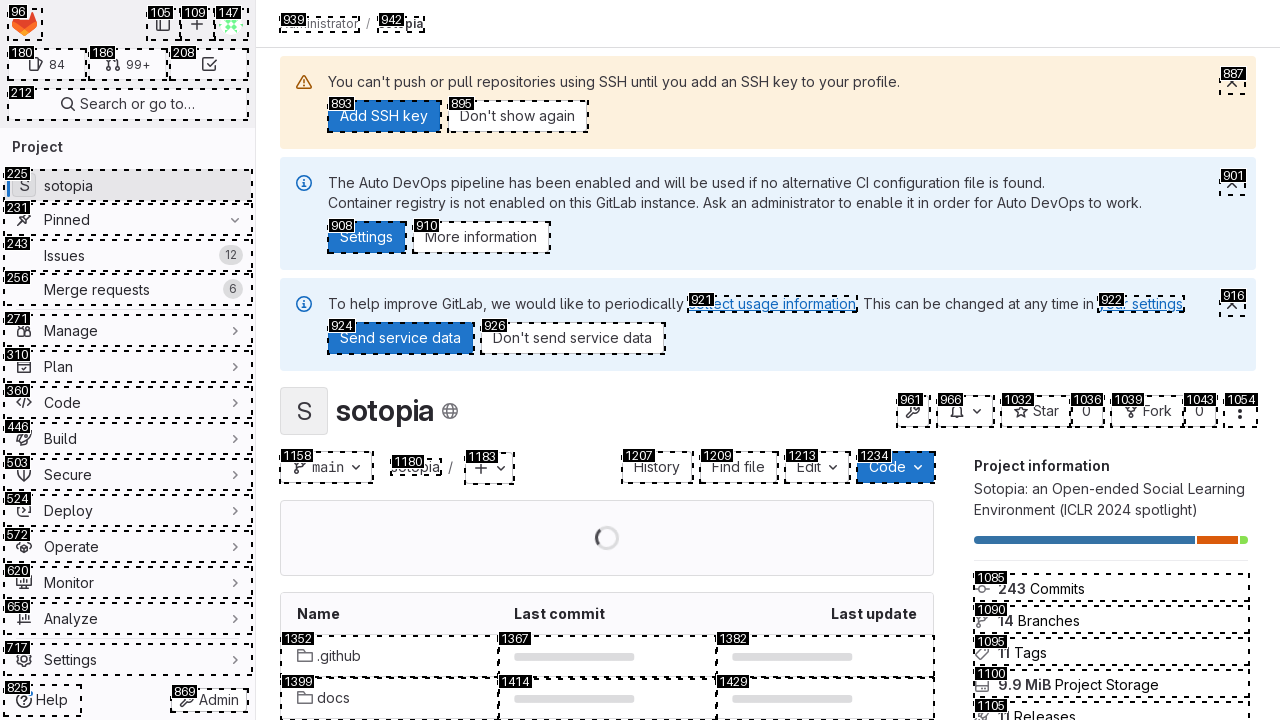 96
105
109
147
939
administrator
/
942
sotopia
180
84
186
99+
208
212
Search or go to…
Project
225
S
sotopia
231
Pinned
243
Issues
12
256
Merge requests
6
271
Manage
310
Plan
360
Code
446
Build
503
Secure
524
Deploy
572
Operate
620
Monitor
659
Analyze
717
Settings
825
Help
869
Admin
You can't push or pull repositories using SSH until you add an SSH key to your profile.
887
893
Add SSH key
895
Don't show again
The Auto DevOps pipeline has been enabled and will be used if no alternative CI configuration file is found.
901
Container registry is not enabled on this GitLab instance. Ask an administrator to enable it in order for Auto DevOps to work.
908
Settings
910
More information
To help improve GitLab, we would like to periodically
921
collect usage information
. This can be changed at any time in
922
your settings
916
924
Send service data
926
Don't send service data
S
sotopia
961
966
1032
Star
1036
0
1039
Fork
1043
0
1054
1158
main
1180
sotopia
/
1183
1207
History
1209
Find file
1213
Edit
1234
Code
Name
Last commit
Last update
1352
.github
1367
1382
1399
docs
1414
1429
Project information
Sotopia: an Open-ended Social Learning
Environment (ICLR 2024 spotlight)
1085
243 Commits
1090
14 Branches
1095
11 Tags
1100
9.9 MiB Project Storage
1105
11 Releases